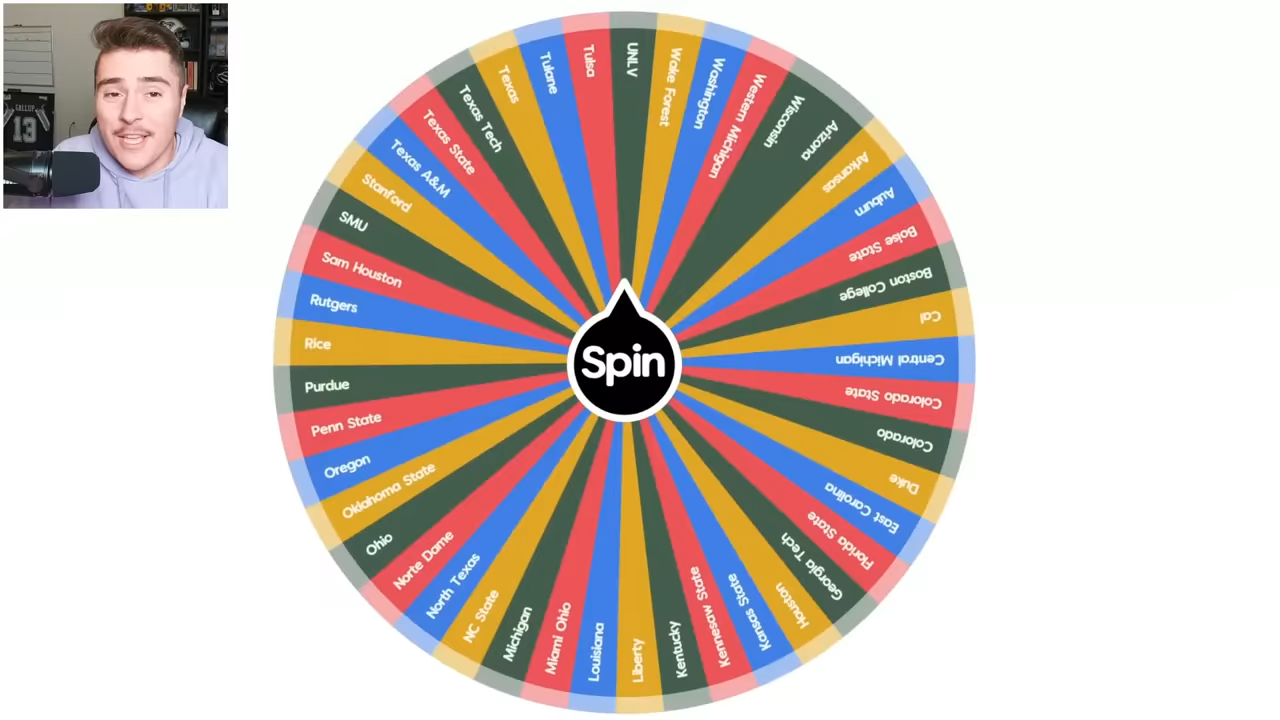 GALLUP
13
Spin
UNLV
Wake Forest
Washington
Western Michigan
Wisconsin
Arizona
Arkansas
Auburn
Boise State
Boston College
Cal
Central Michigan
Colorado State
Colorado
Duke
East Carolina
Florida State
Georgia Tech
Houston
Kansas State
Kennesaw State
Kentucky
Liberty
Louisiana
Miami Ohio
Michigan
NC State
North Texas
Norte Dame
Ohio
Oklahoma State
Oregon
Penn State
Purdue
Rice
Rutgers
Sam Houston
SMU
Stanford
Texas A&M
Texas State
Texas Tech
Texas
Tulane
Tulsa